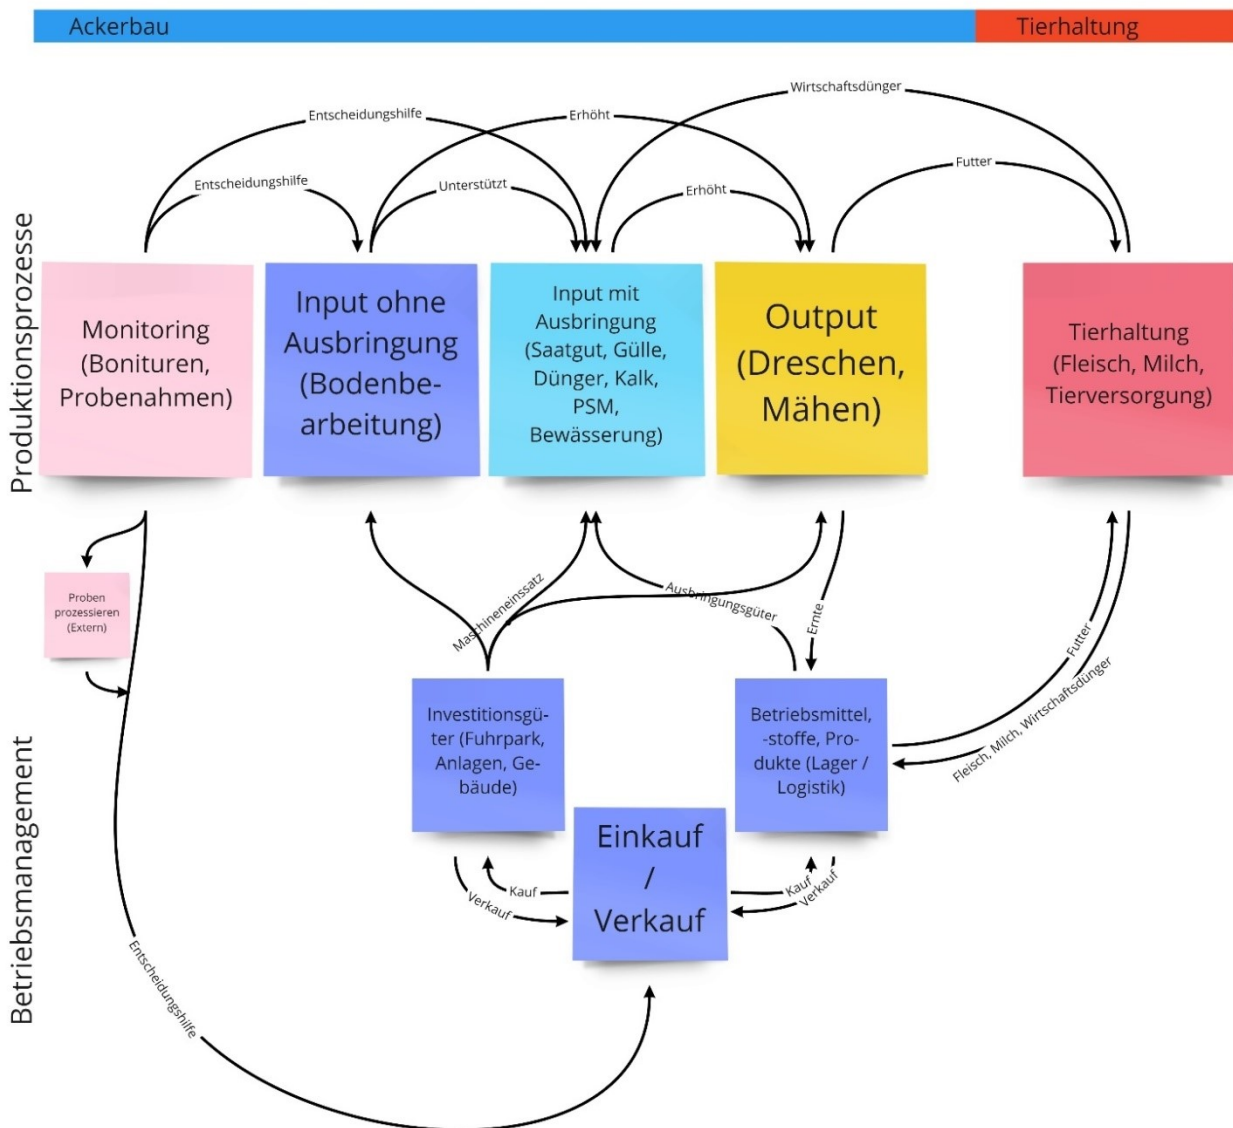 Ackerbau
Tierhaltung
Wirtschaftsdünger
Entscheidungshilfe
Erhöht
Futter
Entscheidungshilfe
Unterstützt
Erhöht
Produktionsprozesse
Monitoring
(Bonituren,
Probenahmen)
Input ohne
Ausbringung
(Bodenbe-
arbeitung)
Input mit
Ausbringung
(Saatgut, Gülle,
Dünger, Kalk,
PSM,
Bewässerung)
Output
(Dreschen,
Mähen)
Tierhaltung
(Fleisch, Milch,
Tierversorgung)
Proben
prozessieren
(Extern)
Maschineneinssatz
Ausbringungsgüter
Ernte
Futter
Fleisch, Milch, Wirtschaftsdünger
Betriebsmanagement
Investitionsgü-
ter (Fuhrpark,
Anlagen, Ge-
bäude)
Betriebsmittel,
-stoffe, Pro-
dukte (Lager /
Logistik)
Einkauf
/
Verkauf
Kauf
Verkauf
Kauf
Verkauf
Entscheidungshilfe